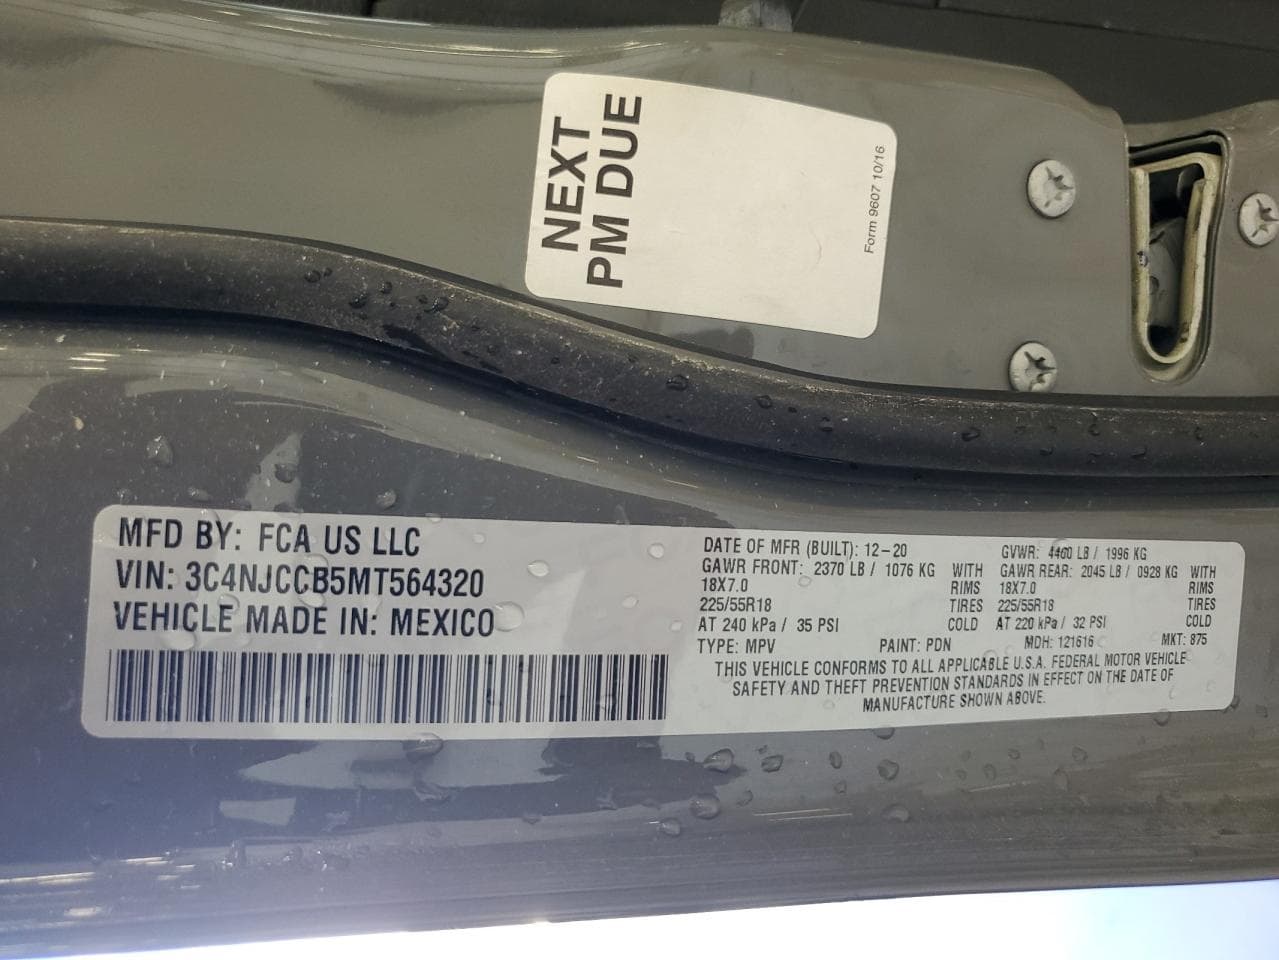 NEXT
PM DUE
Form 9607 10/16
MFD BY: FCA US LLC
VIN: 3C4NJCCB5MT564320
VEHICLE MADE IN: MEXICO
DATE OF MFR (BUILT): 12-20 GVWR: 4400 LB / 1996 KG
GAWR FRONT: 2370 LB / 1076 KG WITH GAWR REAR: 2045 LB / 0928 KG WITH
18X7.0 RIMS 18X7.0 RIMS
225/55R18 TIRES 225/55R18 TIRES
AT 240 kPa / 35 PSI COLD AT 220 kPa / 32 PSI COLD
TYPE: MPV PAINT: PDN MDH: 121616 MKT: 875
THIS VEHICLE CONFORMS TO ALL APPLICABLE U.S.A. FEDERAL MOTOR VEHICLE
SAFETY AND THEFT PREVENTION STANDARDS IN EFFECT ON THE DATE OF
MANUFACTURE SHOWN ABOVE.